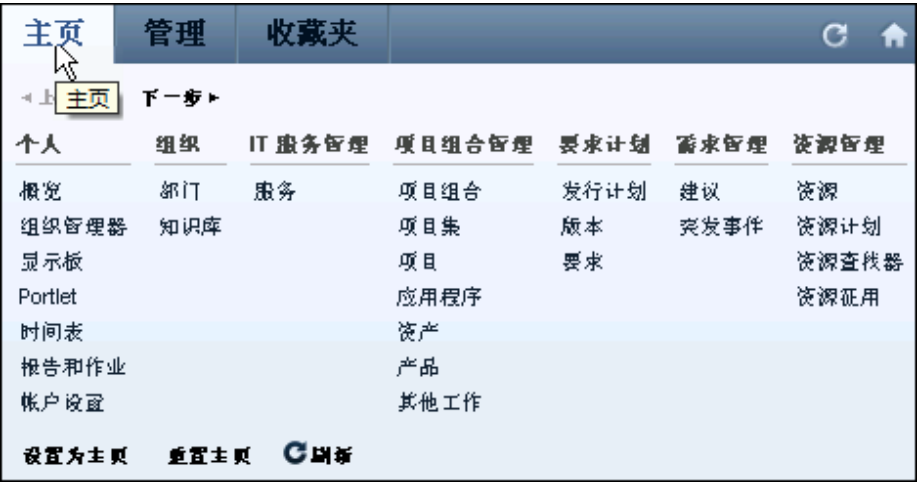 主页 管理 收藏夹
上 主页 下一步
个人 组织 IT 服务管理 项目组合管理 要求计划 需求管理 资源管理
概览 部门 服务 项目组合 发行计划 建议 资源
组织管理器 知识库 项目集 版本 突发事件 资源计划
显示板 项目 要求 资源查找器
Portlet 应用程序 资源征用
时间表 资产
报告和作业 产品
帐户设置 其他工作
设置为主页 重置主页 刷新